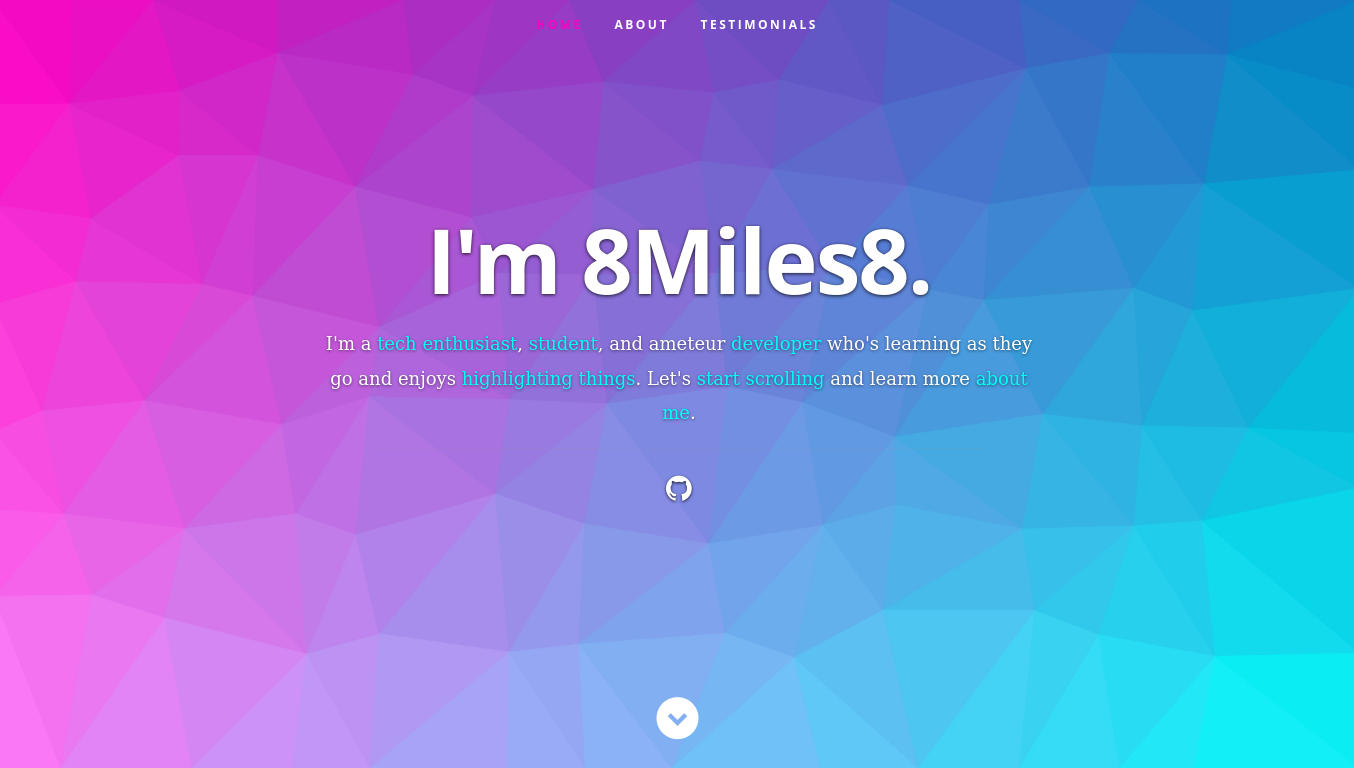 HOME ABOUT TESTIMONIALS
I'm 8Miles8.
I'm a tech enthusiast, student, and ameteur developer who's learning as they
go and enjoys highlighting things. Let's start scrolling and learn more about
me.